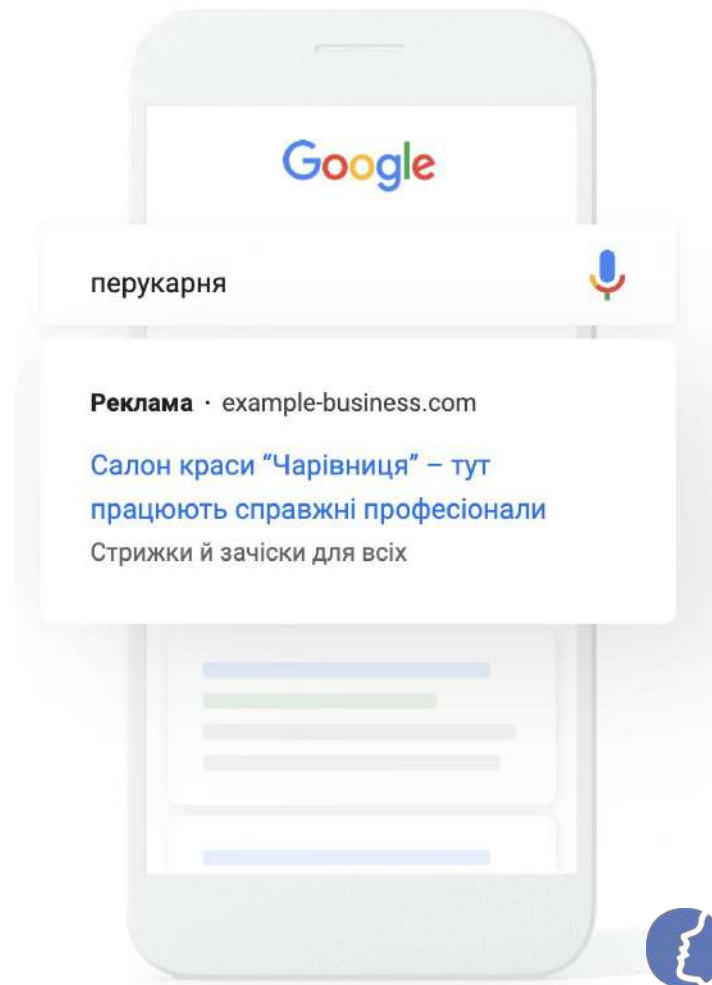 Google
перукарня
Реклама · example-business.com
Салон краси “Чарівниця” – тут
працюють справжні професіонали
Стрижки й зачіски для всіх